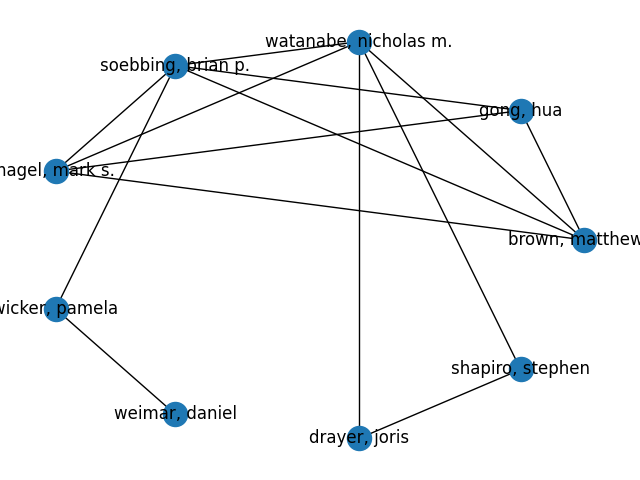 watanabe, nicholas m.
soebbing, brian p.
gong, hua
nagel, mark s.
brown, matthew
wicker, pamela
shapiro, stephen
weimar, daniel
drayer, joris